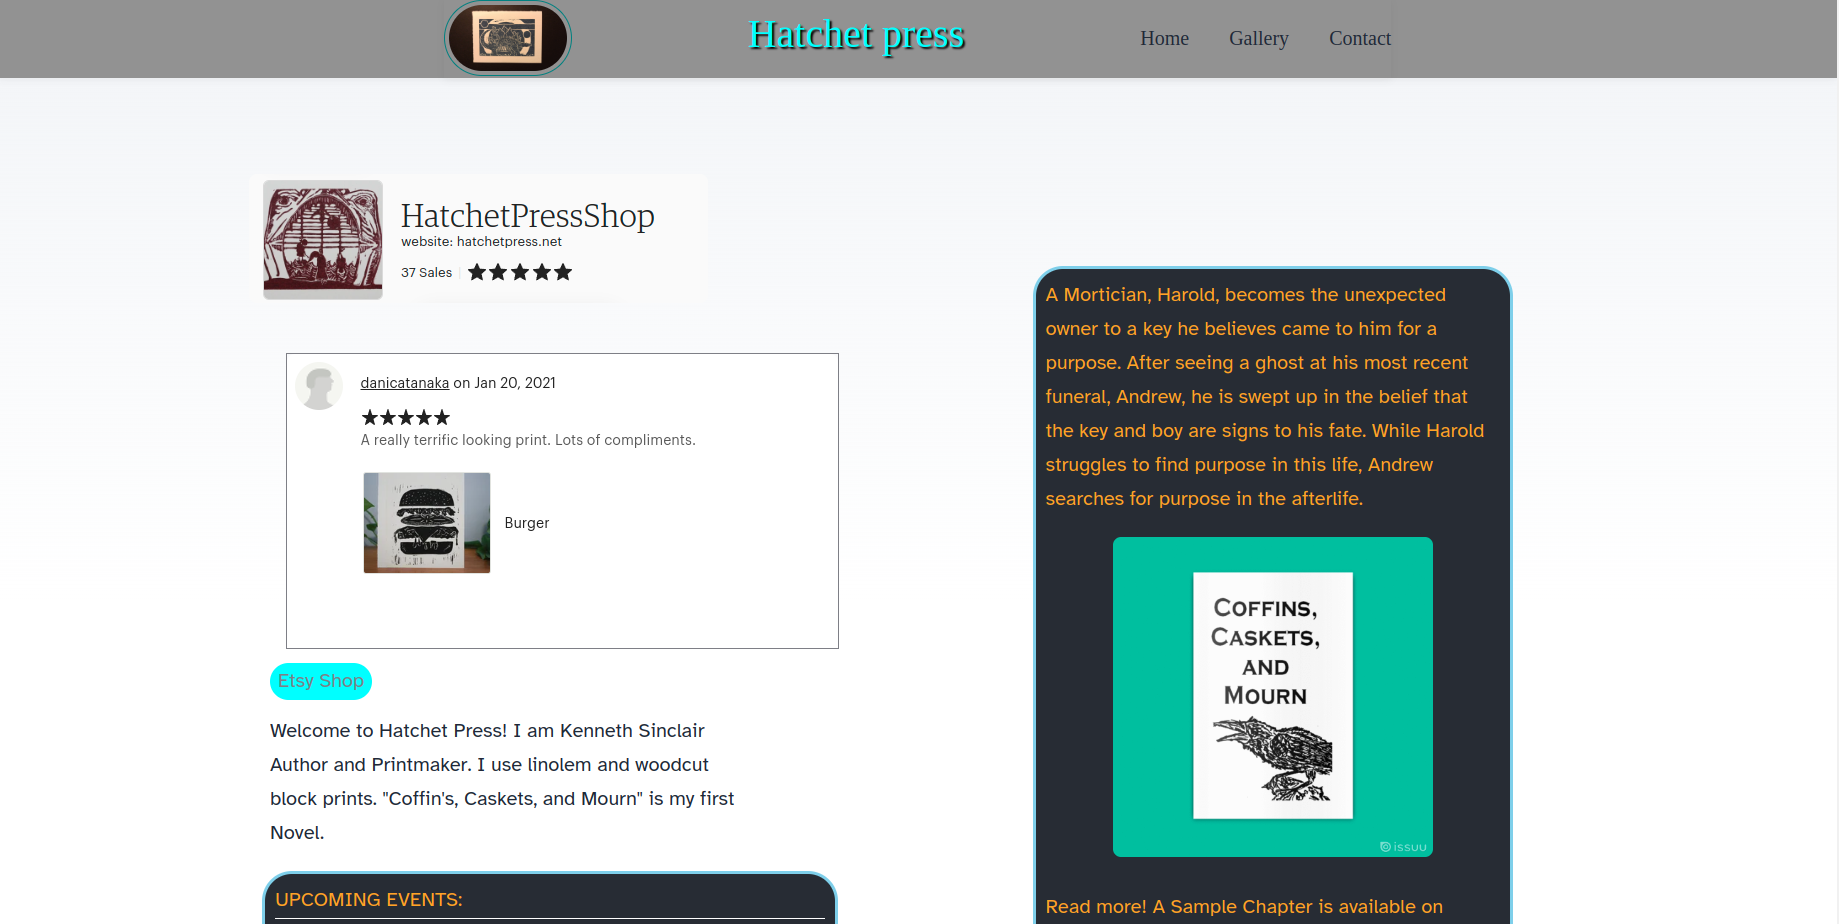 Hatchet press
Home
Gallery
Contact
HatchetPressShop
website: hatchetpress.net
37 Sales
danicatanaka on Jan 20, 2021
A really terrific looking print. Lots of compliments.
Burger
Etsy Shop
Welcome to Hatchet Press! I am Kenneth Sinclair
Author and Printmaker. I use linolem and woodcut
block prints. "Coffin's, Caskets, and Mourn" is my first
Novel.
UPCOMING EVENTS:
A Mortician, Harold, becomes the unexpected
owner to a key he believes came to him for a
purpose. After seeing a ghost at his most recent
funeral, Andrew, he is swept up in the belief that
the key and boy are signs to his fate. While Harold
struggles to find purpose in this life, Andrew
searches for purpose in the afterlife.
Coffins,
Caskets,
and
Mourn
issuu
Read more! A Sample Chapter is available on